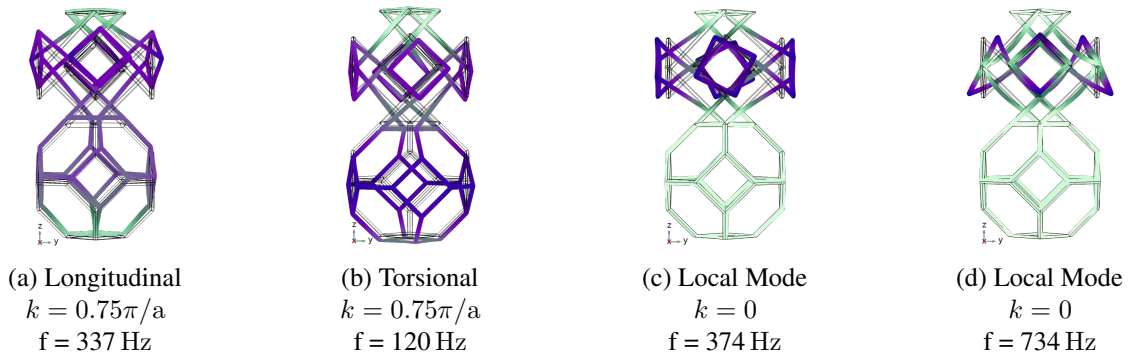 z
x y
z
x y
z
x y
z
x y
(a) Longitudinal
k = 0.75π/a
f = 337 Hz
(b) Torsional
k = 0.75π/a
f = 120 Hz
(c) Local Mode
k = 0
f = 374 Hz
(d) Local Mode
k = 0
f = 734 Hz